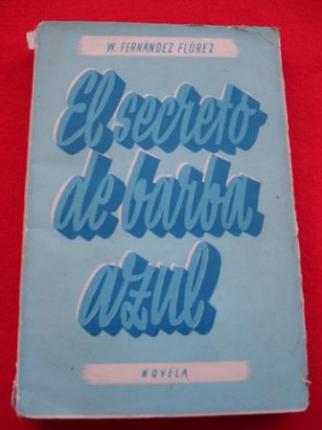 W. FERNÁNDEZ FLÓREZ
El secreto
de barba
azul
NOVELA